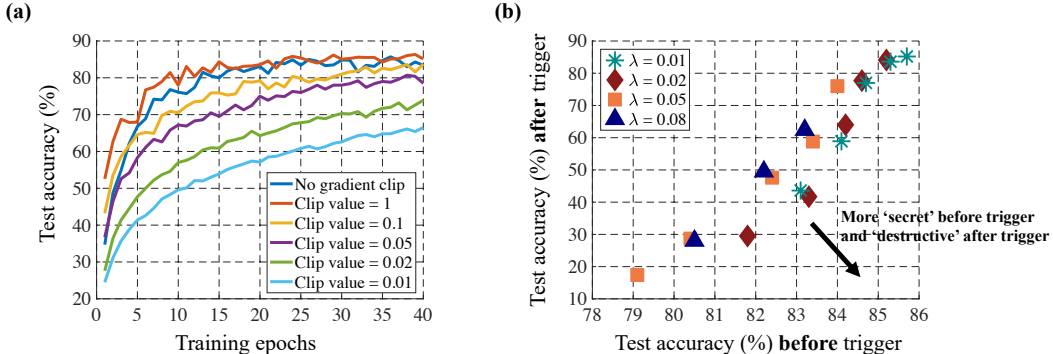 (a)
Test accuracy (%)
90
80
70
60
50
40
30
20
0
10
20
30
40
Training epochs
No gradient clip
Clip value = 1
Clip value = 0.1
Clip value = 0.05
Clip value = 0.02
Clip value = 0.01
(b)
Test accuracy (%) after trigger
90
80
70
60
50
40
30
20
10
78
79
80
81
82
83
84
85
86
Test accuracy (%) before trigger
λ = 0.01
λ = 0.02
λ = 0.05
λ = 0.08
More ‘secret’ before trigger
and ‘destructive’ after trigger